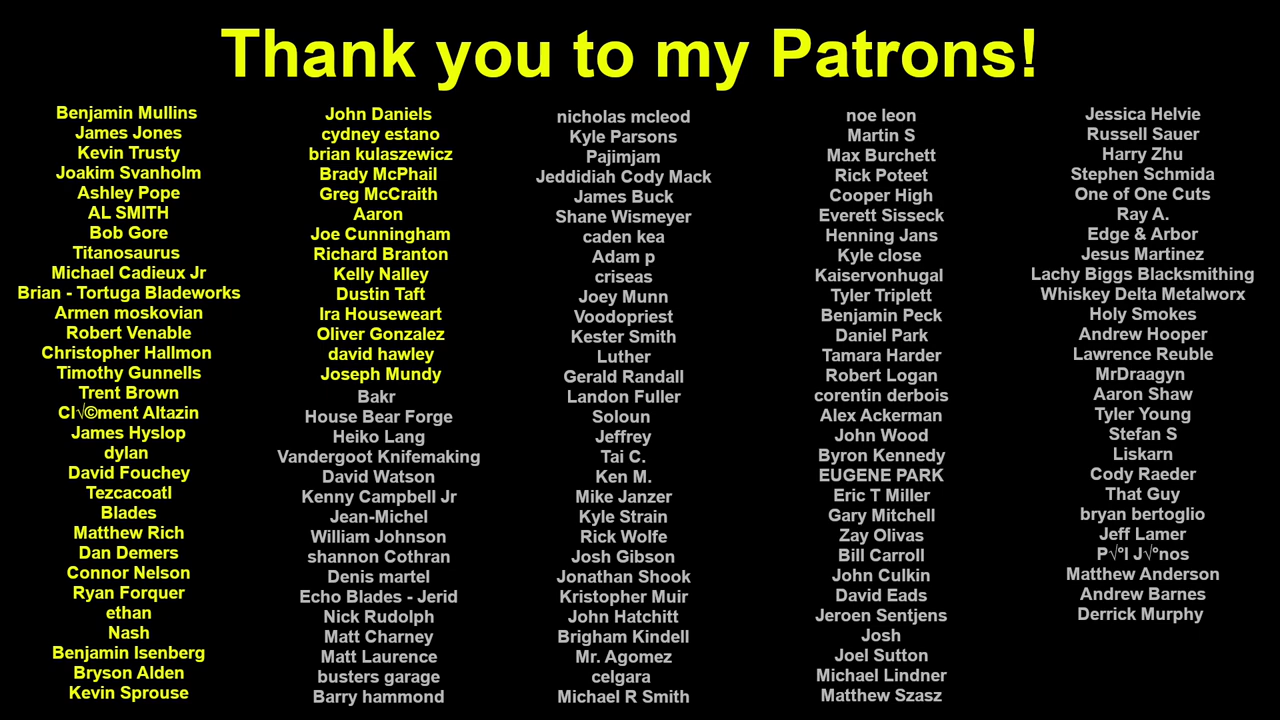 Thank you to my Patrons!
Benjamin Mullins
James Jones
Kevin Trusty
Joakim Svanholm
Ashley Pope
AL SMITH
Bob Gore
Titanosaurus
Michael Cadieux Jr
Brian - Tortuga Bladeworks
Armen moskovian
Robert Venable
Christopher Hallmon
Timothy Gunnells
Trent Brown
Cl√©ment Altazin
James Hyslop
dylan
David Fouchey
Tezcacoatl
Blades
Matthew Rich
Dan Demers
Connor Nelson
Ryan Forquer
ethan
Nash
Benjamin Isenberg
Bryson Alden
Kevin Sprouse
John Daniels
cydney estano
brian kulaszewicz
Brady McPhail
Greg McCraith
Aaron
Joe Cunningham
Richard Branton
Kelly Nalley
Dustin Taft
Ira Houseweart
Oliver Gonzalez
david hawley
Joseph Mundy
Bakr
House Bear Forge
Heiko Lang
Vandergoot Knifemaking
David Watson
Kenny Campbell Jr
Jean-Michel
William Johnson
shannon Cothran
Denis martel
Echo Blades - Jerid
Nick Rudolph
Matt Charney
Matt Laurence
busters garage
Barry hammond
nicholas mcleod
Kyle Parsons
Pajimjam
Jeddidiah Cody Mack
James Buck
Shane Wismeyer
caden kea
Adam p
criseas
Joey Munn
Voodopriest
Kester Smith
Luther
Gerald Randall
Landon Fuller
Soloun
Jeffrey
Tai C.
Ken M.
Mike Janzer
Kyle Strain
Rick Wolfe
Josh Gibson
Jonathan Shook
Kristopher Muir
John Hatchitt
Brigham Kindell
Mr. Agomez
celgara
Michael R Smith
noe leon
Martin S
Max Burchett
Rick Poteet
Cooper High
Everett Sisseck
Henning Jans
Kyle close
Kaiservonhugal
Tyler Triplett
Benjamin Peck
Daniel Park
Tamara Harder
Robert Logan
corentin derbois
Alex Ackerman
John Wood
Byron Kennedy
EUGENE PARK
Eric T Miller
Gary Mitchell
Zay Olivas
Bill Carroll
John Culkin
David Eads
Jeroen Sentjens
Josh
Joel Sutton
Michael Lindner
Matthew Szasz
Jessica Helvie
Russell Sauer
Harry Zhu
Stephen Schmida
One of One Cuts
Ray A.
Edge & Arbor
Jesus Martinez
Lachy Biggs Blacksmithing
Whiskey Delta Metalworx
Holy Smokes
Andrew Hooper
Lawrence Reuble
MrDraagyn
Aaron Shaw
Tyler Young
Stefan S
Liskarn
Cody Raeder
That Guy
bryan bertoglio
Jeff Lamer
P√°l J√°nos
Matthew Anderson
Andrew Barnes
Derrick Murphy